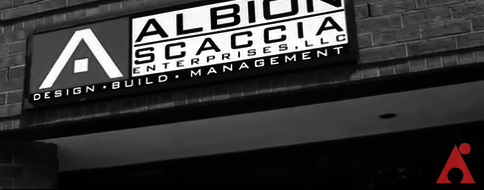 ALBION
SCACCIA
ENTERPRISES, LLC
DESIGN • BUILD • MANAGEMENT